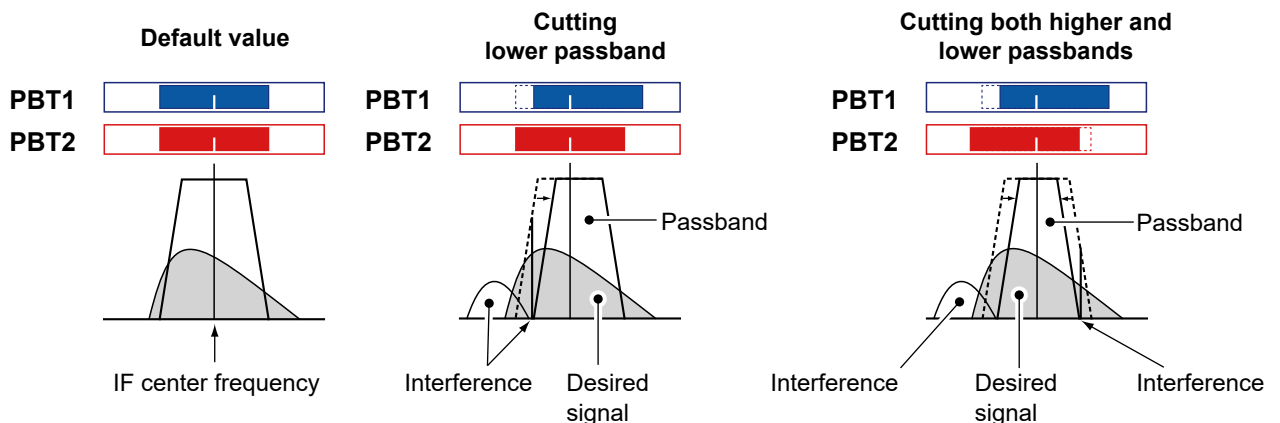 Default value
PBT1
PBT2
IF center frequency
Cutting
lower passband
PBT1
PBT2
Passband
Interference
Desired
signal
Cutting both higher and
lower passbands
PBT1
PBT2
Passband
Interference
Desired
signal
Interference